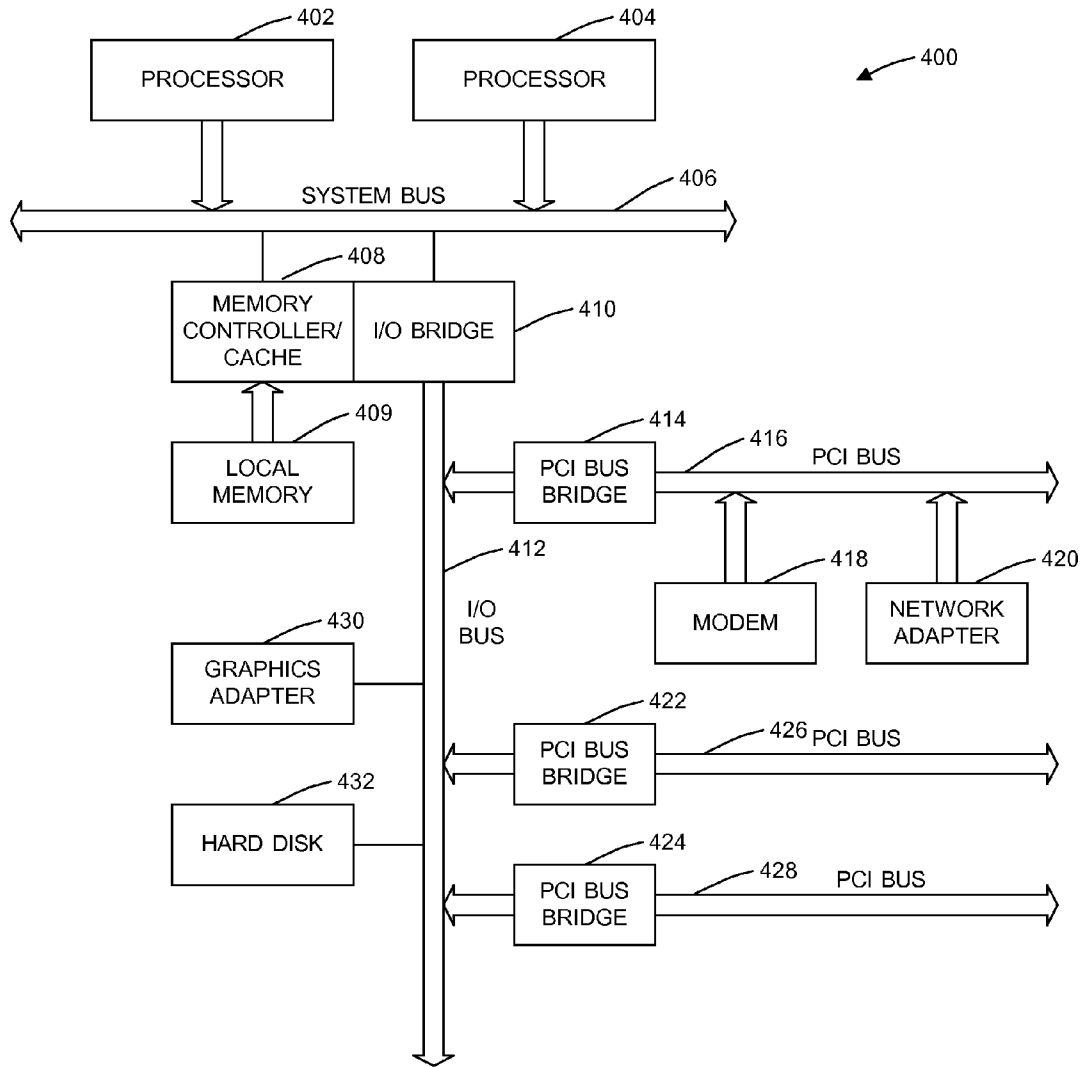 402
404
400
PROCESSOR
PROCESSOR
SYSTEM BUS
406
408
MEMORY
CONTROLLER/
CACHE
I/O BRIDGE
410
409
LOCAL
MEMORY
414
PCI BUS
BRIDGE
416
PCI BUS
412
I/O
BUS
418
MODEM
420
NETWORK
ADAPTER
430
GRAPHICS
ADAPTER
422
PCI BUS
BRIDGE
426
PCI BUS
432
HARD DISK
424
PCI BUS
BRIDGE
428
PCI BUS